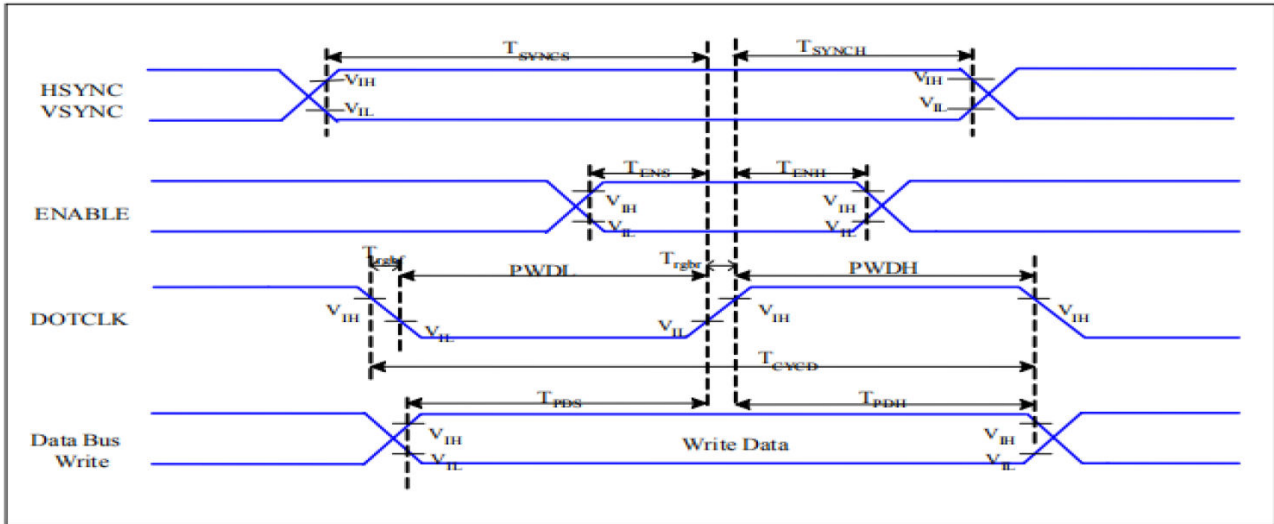 TSYNCS TSYNCH
HSYNC
VSYNC
VIH VIH
VIL VIL
TENS TENH
ENABLE
VIH VIH
VIL VIL
Trgbf PWDL Trgbr PWDH
DOTCLK
VIH VIL VIL VIH VIH
TCYCD
TPDS TPDH
Data Bus
Write
VIH Write Data VIH
VIL VIL